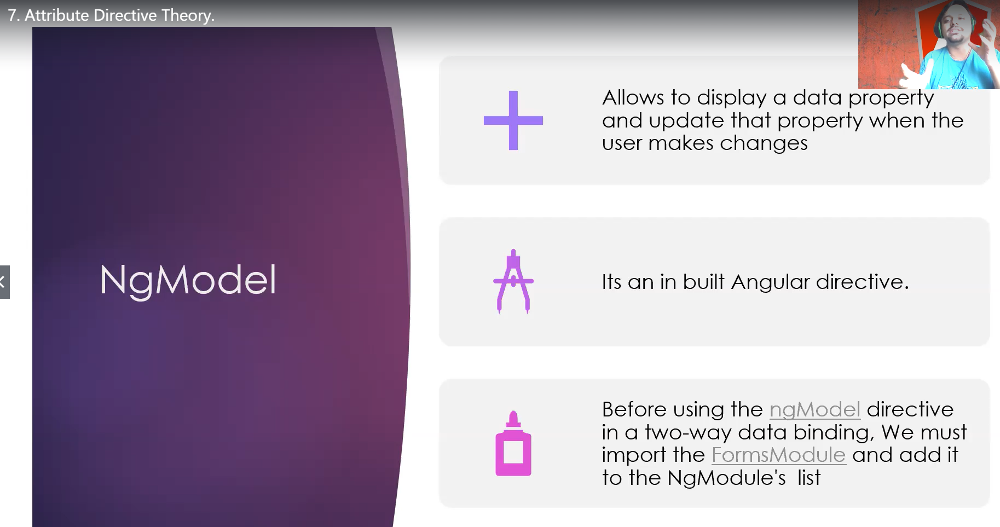 7. Attribute Directive Theory.
NgModel
Allows to display a data property
and update that property when the
user makes changes
Its an in built Angular directive.
Before using the ngModel directive
in a two-way data binding, We must
import the FormsModule and add it
to the NgModule's  list